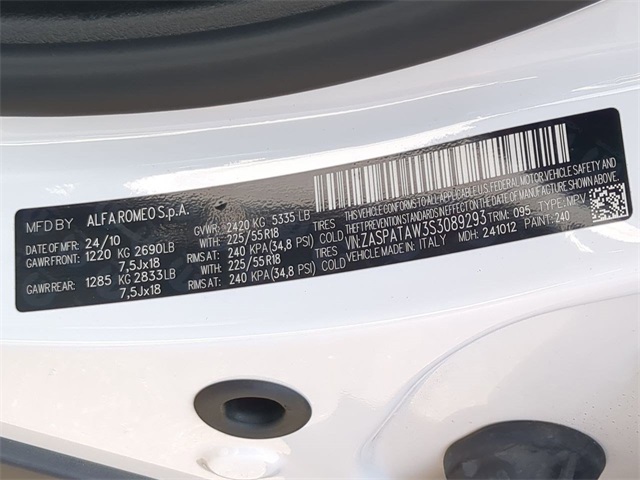 MFD BY ALFA ROMEO S.p.A.
DATE OF MFR: 24/10 GVWR: 2420 KG 5335 LB
GAWR FRONT: 1220 KG 2690LB WITH: 225/55R18 TIRES
7,5Jx18 RIMS AT: 240 KPA (34,8 PSI) COLD
GAWR REAR: 1285 KG 2833LB WITH: 225/55R18 TIRES
7,5Jx18 RIMS AT: 240 KPA (34,8 PSI) COLD
THIS VEHICLE CONFORMS TO ALL APPLICABLE U.S. FEDERAL MOTOR VEHICLE SAFETY AND
THEFT PREVENTION STANDARDS IN EFFECT ON THE DATE OF MANUFACTURE SHOWN ABOVE.
VIN: ZASPATAW3S3089293 TYPE: MPV
VEHICLE MADE IN: ITALY TRIM: 095
MDH: 241012 PAINT: 240